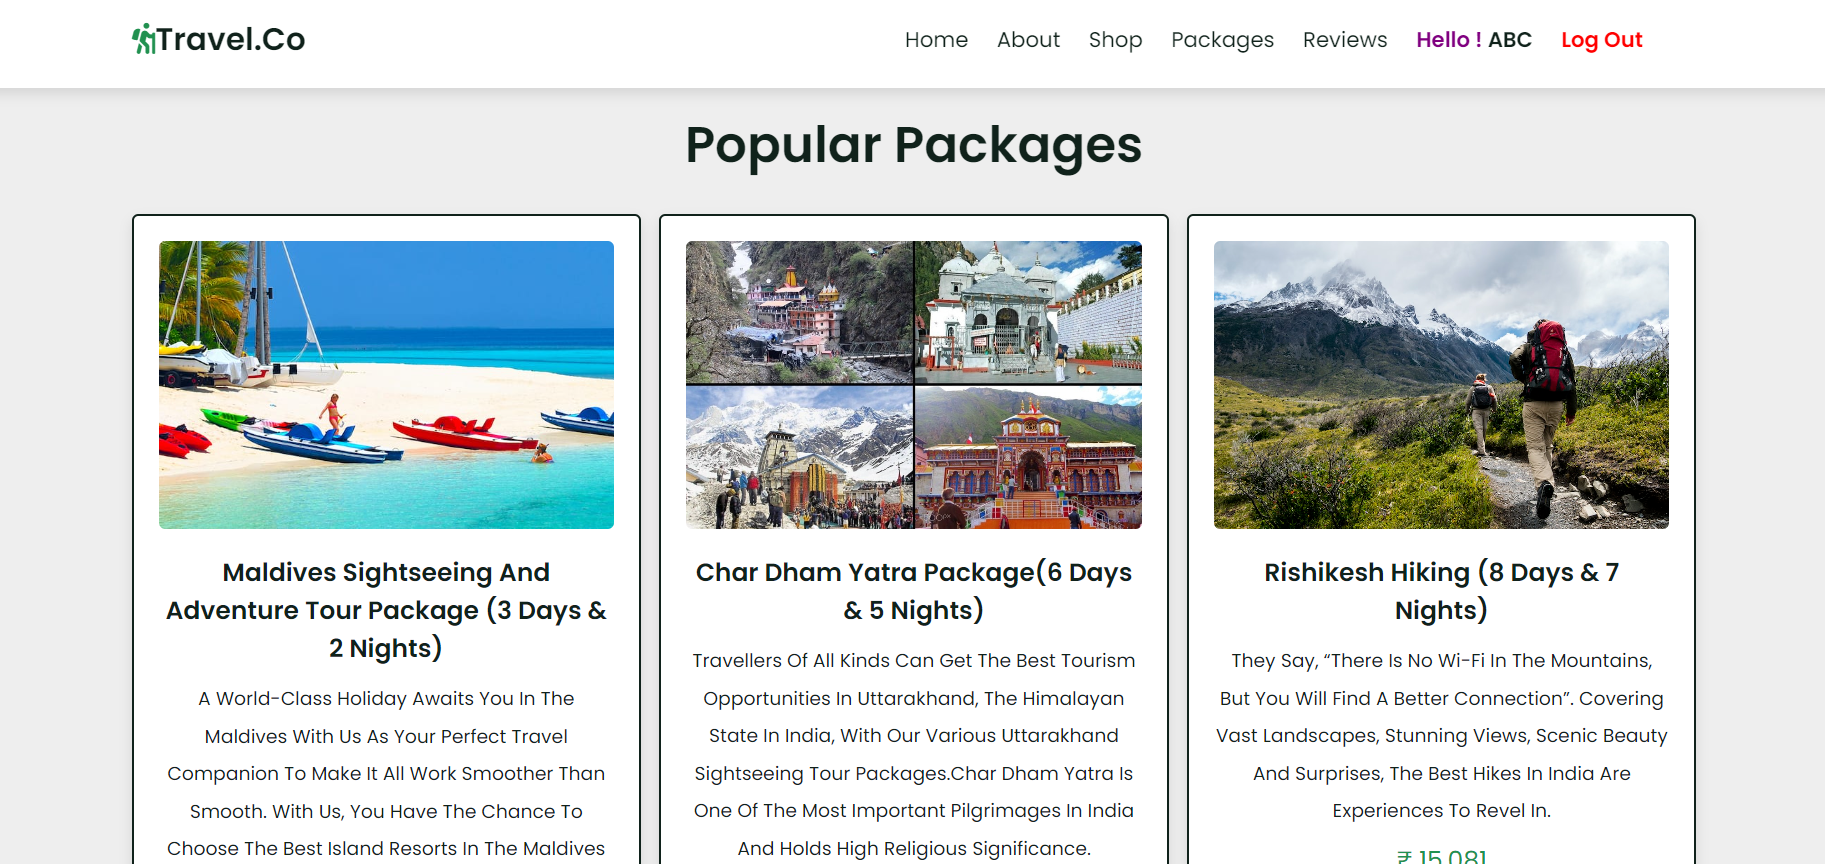 Travel.Co
Home About Shop Packages Reviews Hello ! ABC Log Out
Popular Packages
Maldives Sightseeing And
Adventure Tour Package (3 Days &
2 Nights)
A World-Class Holiday Awaits You In The
Maldives With Us As Your Perfect Travel
Companion To Make It All Work Smoother Than
Smooth. With Us, You Have The Chance To
Choose The Best Island Resorts In The Maldives
Char Dham Yatra Package(6 Days
& 5 Nights)
Travellers Of All Kinds Can Get The Best Tourism
Opportunities In Uttarakhand, The Himalayan
State In India, With Our Various Uttarakhand
Sightseeing Tour Packages.Char Dham Yatra Is
One Of The Most Important Pilgrimages In India
And Holds High Religious Significance.
Rishikesh Hiking (8 Days & 7
Nights)
They Say, “There Is No Wi-Fi In The Mountains,
But You Will Find A Better Connection”. Covering
Vast Landscapes, Stunning Views, Scenic Beauty
And Surprises, The Best Hikes In India Are
Experiences To Revel In.
₹ 15,081